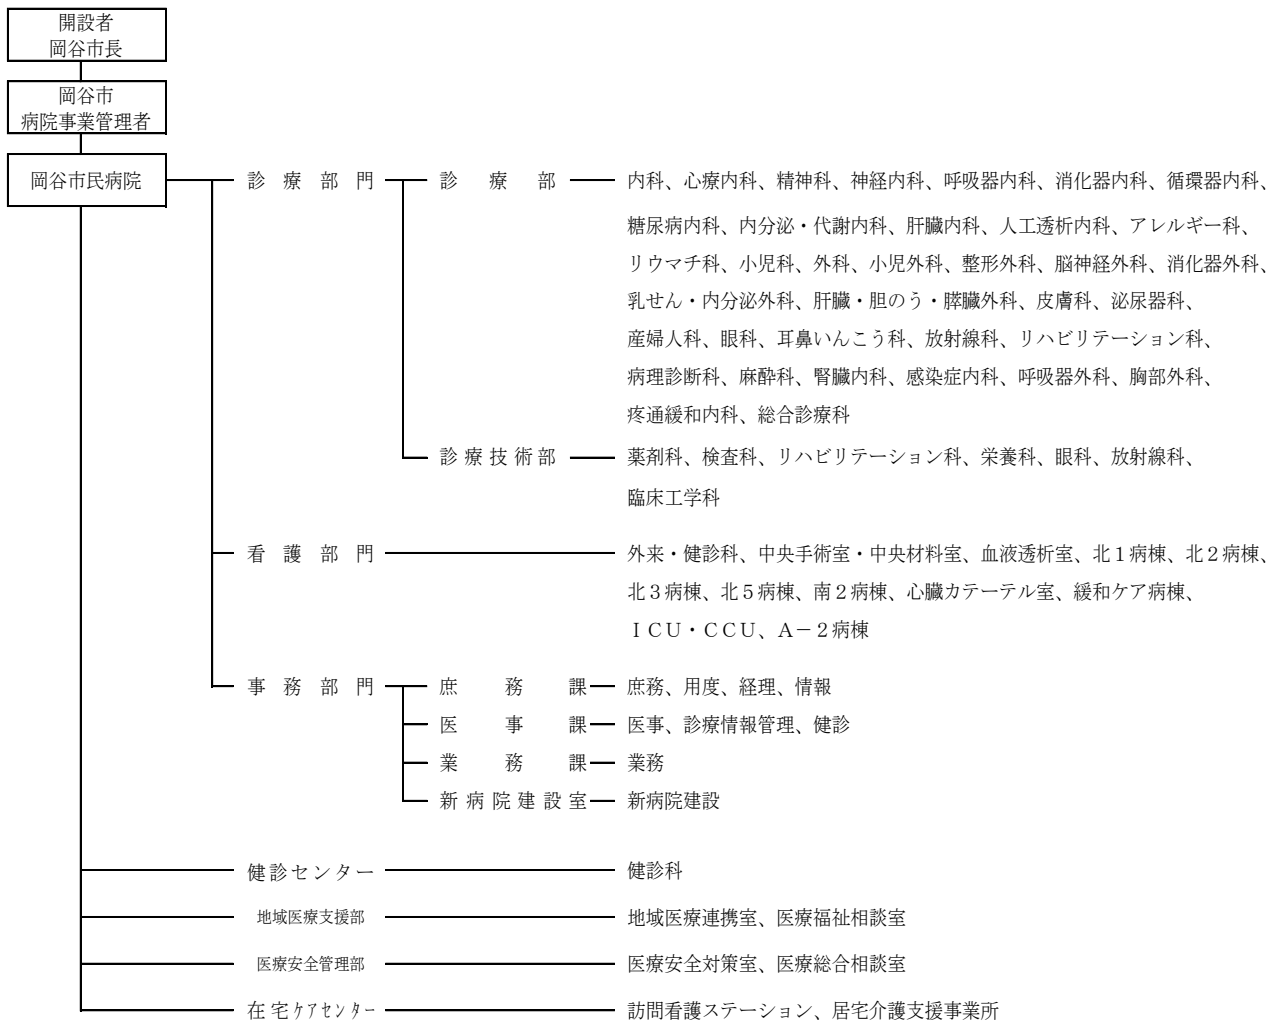 開設者
岡谷市長
岡谷市
病院事業管理者
岡谷市民病院
診療部門 診療部 内科、心療内科、精神科、神経内科、呼吸器内科、消化器内科、循環器内科、
糖尿病内科、内分泌・代謝内科、肝臓内科、人工透析内科、アレルギー科、
リウマチ科、小児科、外科、小児外科、整形外科、脳神経外科、消化器外科、
乳せん・内分泌外科、肝臓・胆のう・膵臓外科、皮膚科、泌尿器科、
産婦人科、眼科、耳鼻いんこう科、放射線科、リハビリテーション科、
病理診断科、麻酔科、腎臓内科、感染症内科、呼吸器外科、胸部外科、
疼通緩和内科、総合診療科
診療技術部 薬剤科、検査科、リハビリテーション科、栄養科、眼科、放射線科、
臨床工学科
看護部門 外来・健診科、中央手術室・中央材料室、血液透析室、北１病棟、北２病棟、
北３病棟、北５病棟、南２病棟、心臓カテーテル室、緩和ケア病棟、
ＩＣＵ・ＣＣＵ、Ａ－２病棟
事務部門 庶務課 庶務、用度、経理、情報
医事課 医事、診療情報管理、健診
業務課 業務
新病院建設室 新病院建設
健診センター 健診科
地域医療支援部 地域医療連携室、医療福祉相談室
医療安全管理部 医療安全対策室、医療総合相談室
在宅ケアセンター 訪問看護ステーション、居宅介護支援事業所